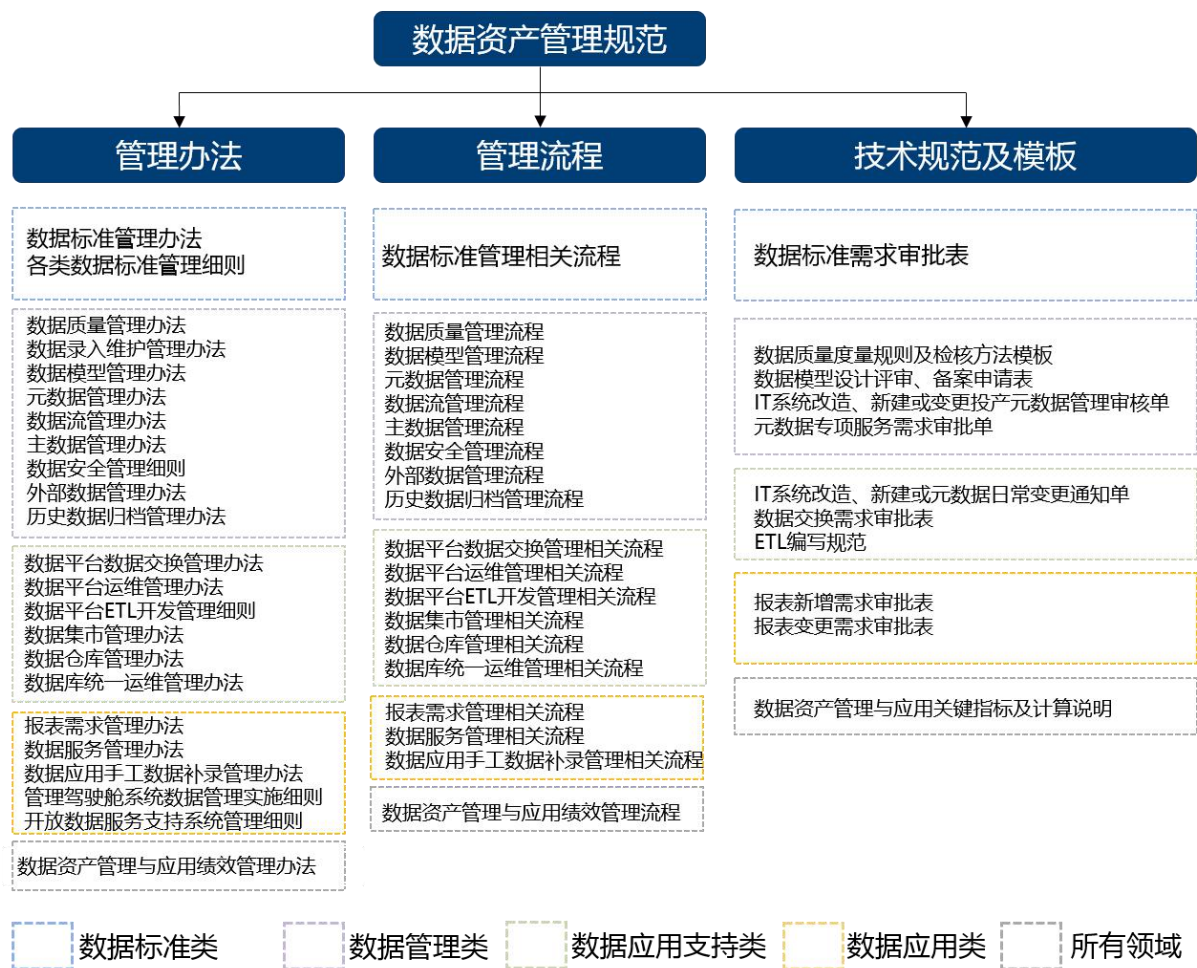 数据资产管理规范
管理办法
管理流程
技术规范及模板
数据标准管理办法
各类数据标准管理细则
数据质量管理办法
数据录入维护管理办法
数据模型管理办法
元数据管理办法
数据流管理办法
主数据管理办法
数据安全管理细则
外部数据管理办法
历史数据归档管理办法
数据平台数据交换管理办法
数据平台运维管理办法
数据平台ETL开发管理细则
数据集市管理办法
数据仓库管理办法
数据库统一运维管理办法
报表需求管理办法
数据服务管理办法
数据应用手工数据补录管理办法
管理驾驶舱系统数据管理实施细则
开放数据服务支持系统管理细则
数据资产管理与应用绩效管理办法
数据标准管理相关流程
数据质量管理流程
数据模型管理流程
元数据管理流程
数据流管理流程
主数据管理流程
数据安全管理流程
外部数据管理流程
历史数据归档管理流程
数据平台数据交换管理相关流程
数据平台运维管理相关流程
数据平台ETL开发管理相关流程
数据集市管理相关流程
数据仓库管理相关流程
数据库统一运维管理相关流程
报表需求管理相关流程
数据服务管理相关流程
数据应用手工数据补录管理相关流程
数据资产管理与应用绩效管理流程
数据标准需求审批表
数据质量度量规则及检核方法模板
数据模型设计评审、备案申请表
IT系统改造、新建或变更投产元数据管理审核单
元数据专项服务需求审批单
IT系统改造、新建或元数据日常变更通知单
数据交换需求审批表
ETL编写规范
报表新增需求审批表
报表变更需求审批表
数据资产管理与应用关键指标及计算说明
数据标准类
数据管理类
数据应用支持类
数据应用类
所有领域